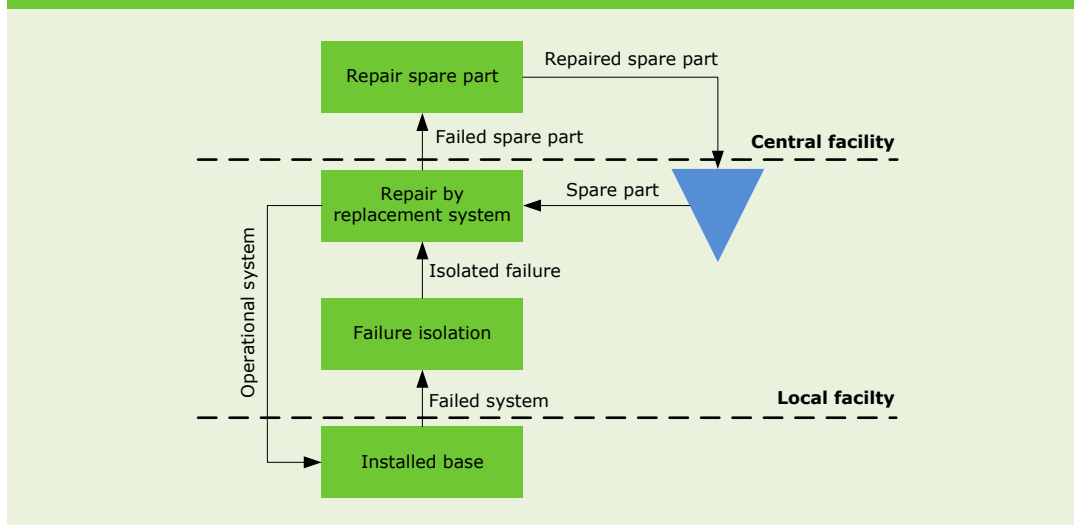 Repair spare part
Repaired spare part
Failed spare part
Central facility
Repair by
replacement system
Spare part
Operational system
Isolated failure
Failure isolation
Local facilty
Failed system
Installed base